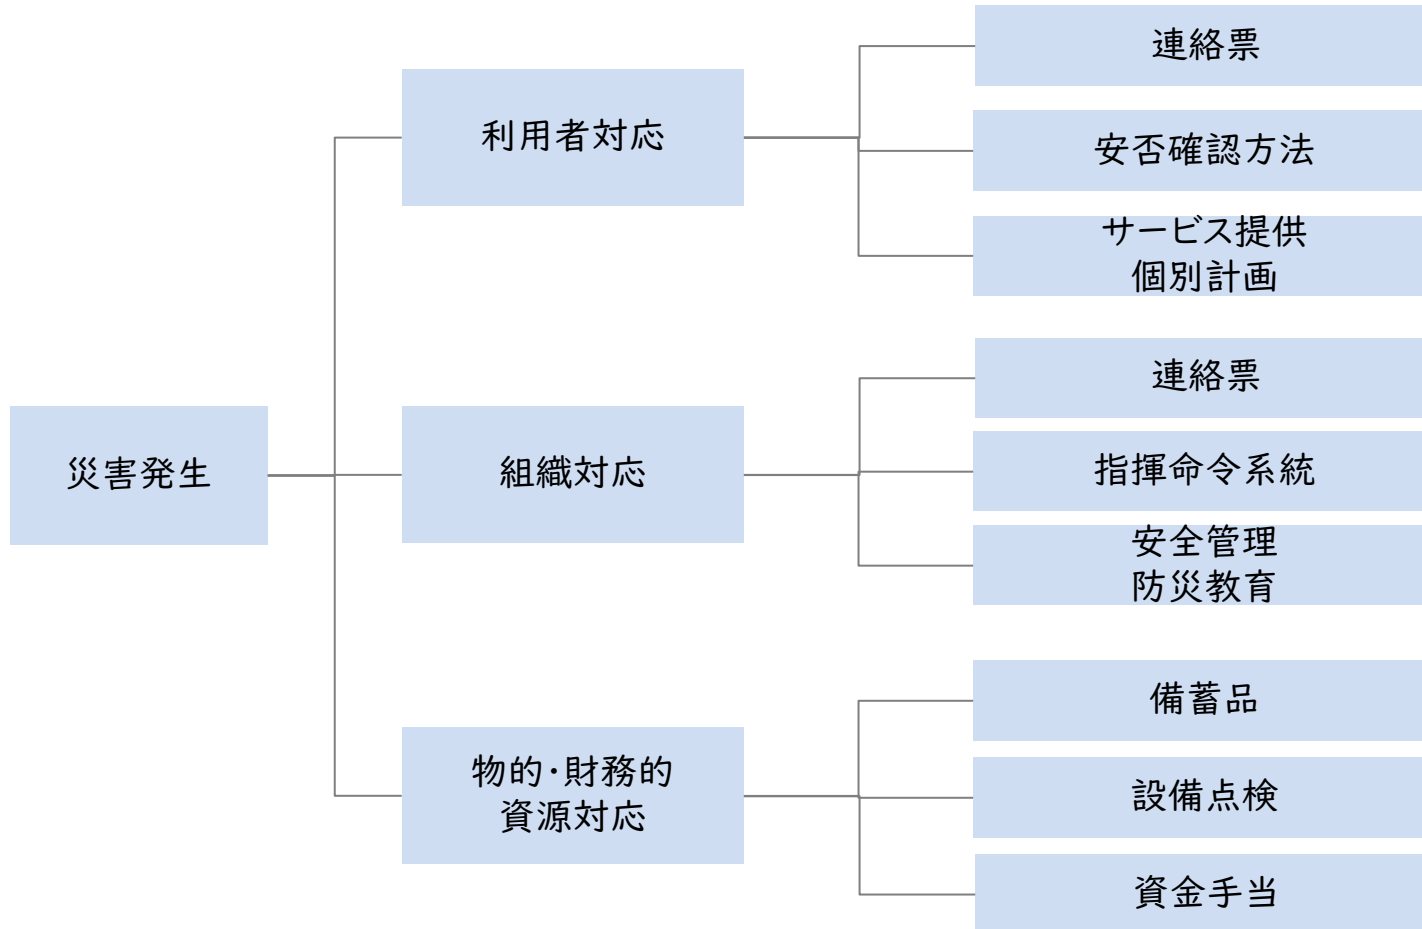 災害発生
利用者対応
連絡票
安否確認方法
サービス提供
個別計画
組織対応
連絡票
指揮命令系統
安全管理
防災教育
物的・財務的
資源対応
備蓄品
設備点検
資金手当